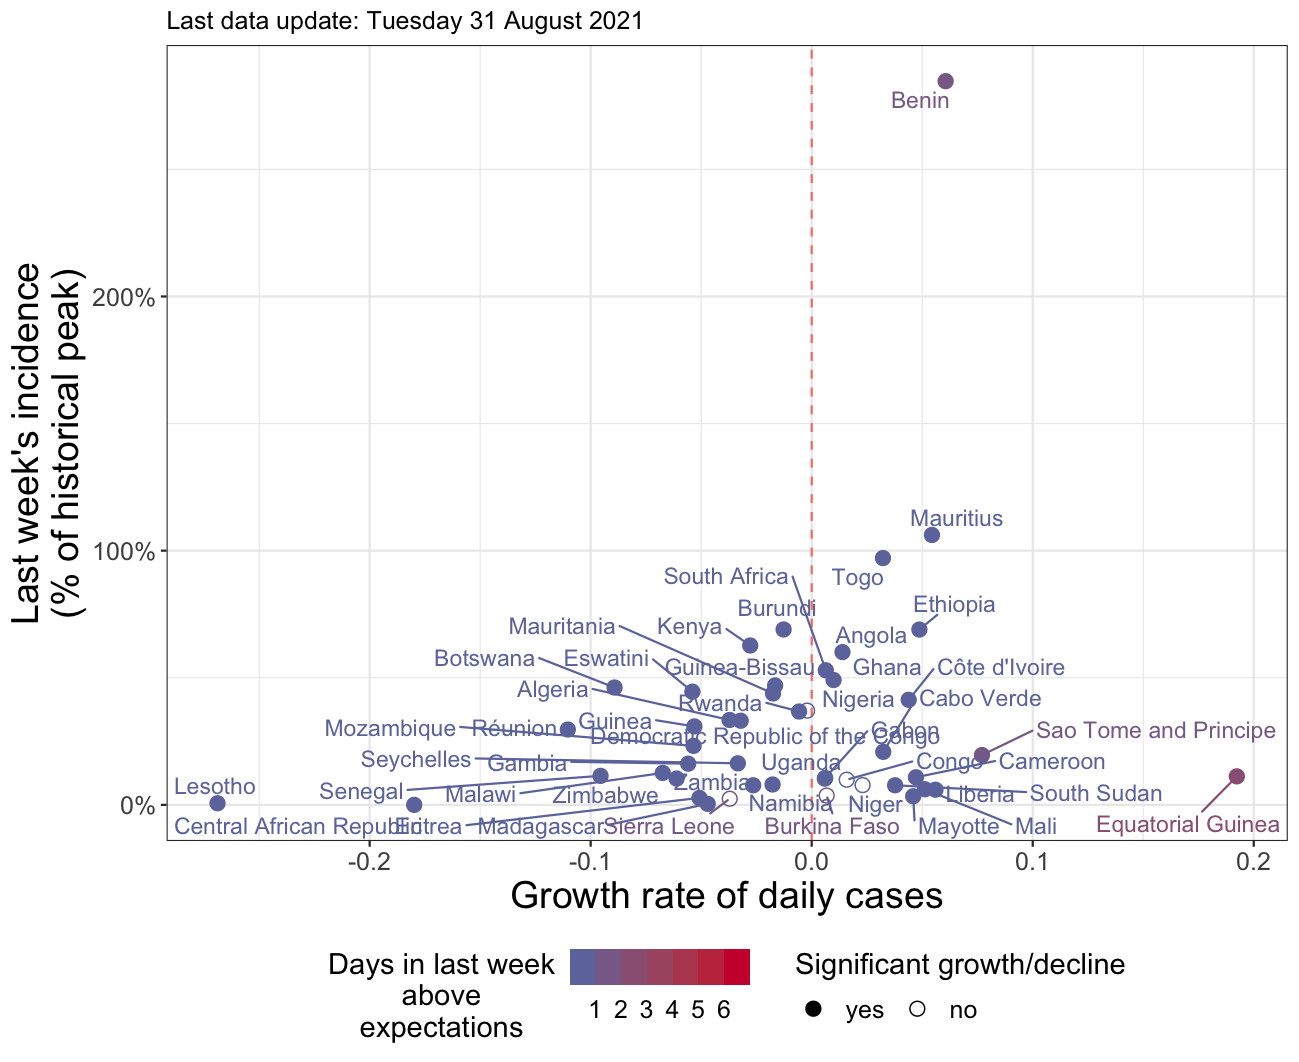 Last data update: Tuesday 31 August 2021
Benin
Last week's incidence
(% of historical peak)
200%
100%
0%
Mauritius
South Africa
Togo
Ethiopia
Burundi
Mauritania
Kenya
Angola
Botswana
Eswatini
Guinea-Bissau
Ghana
Côte d'Ivoire
Algeria
Rwanda
Nigeria
Cabo Verde
Mozambique
Réunion
Guinea
Democratic Republic of the Congo
Gabon
Sao Tome and Principe
Seychelles
Gambia
Uganda
Congo
Cameroon
Lesotho
Senegal
Malawi
Zimbabwe
Zambia
Namibia
Niger
Liberia
South Sudan
Central African Republic
Eritrea
Madagascar
Sierra Leone
Burkina Faso
Mayotte
Mali
Equatorial Guinea
-0.2
-0.1
0.0
0.1
0.2
Growth rate of daily cases
Days in last week
above
expectations
1 2 3 4 5 6
Significant growth/decline
yes
no